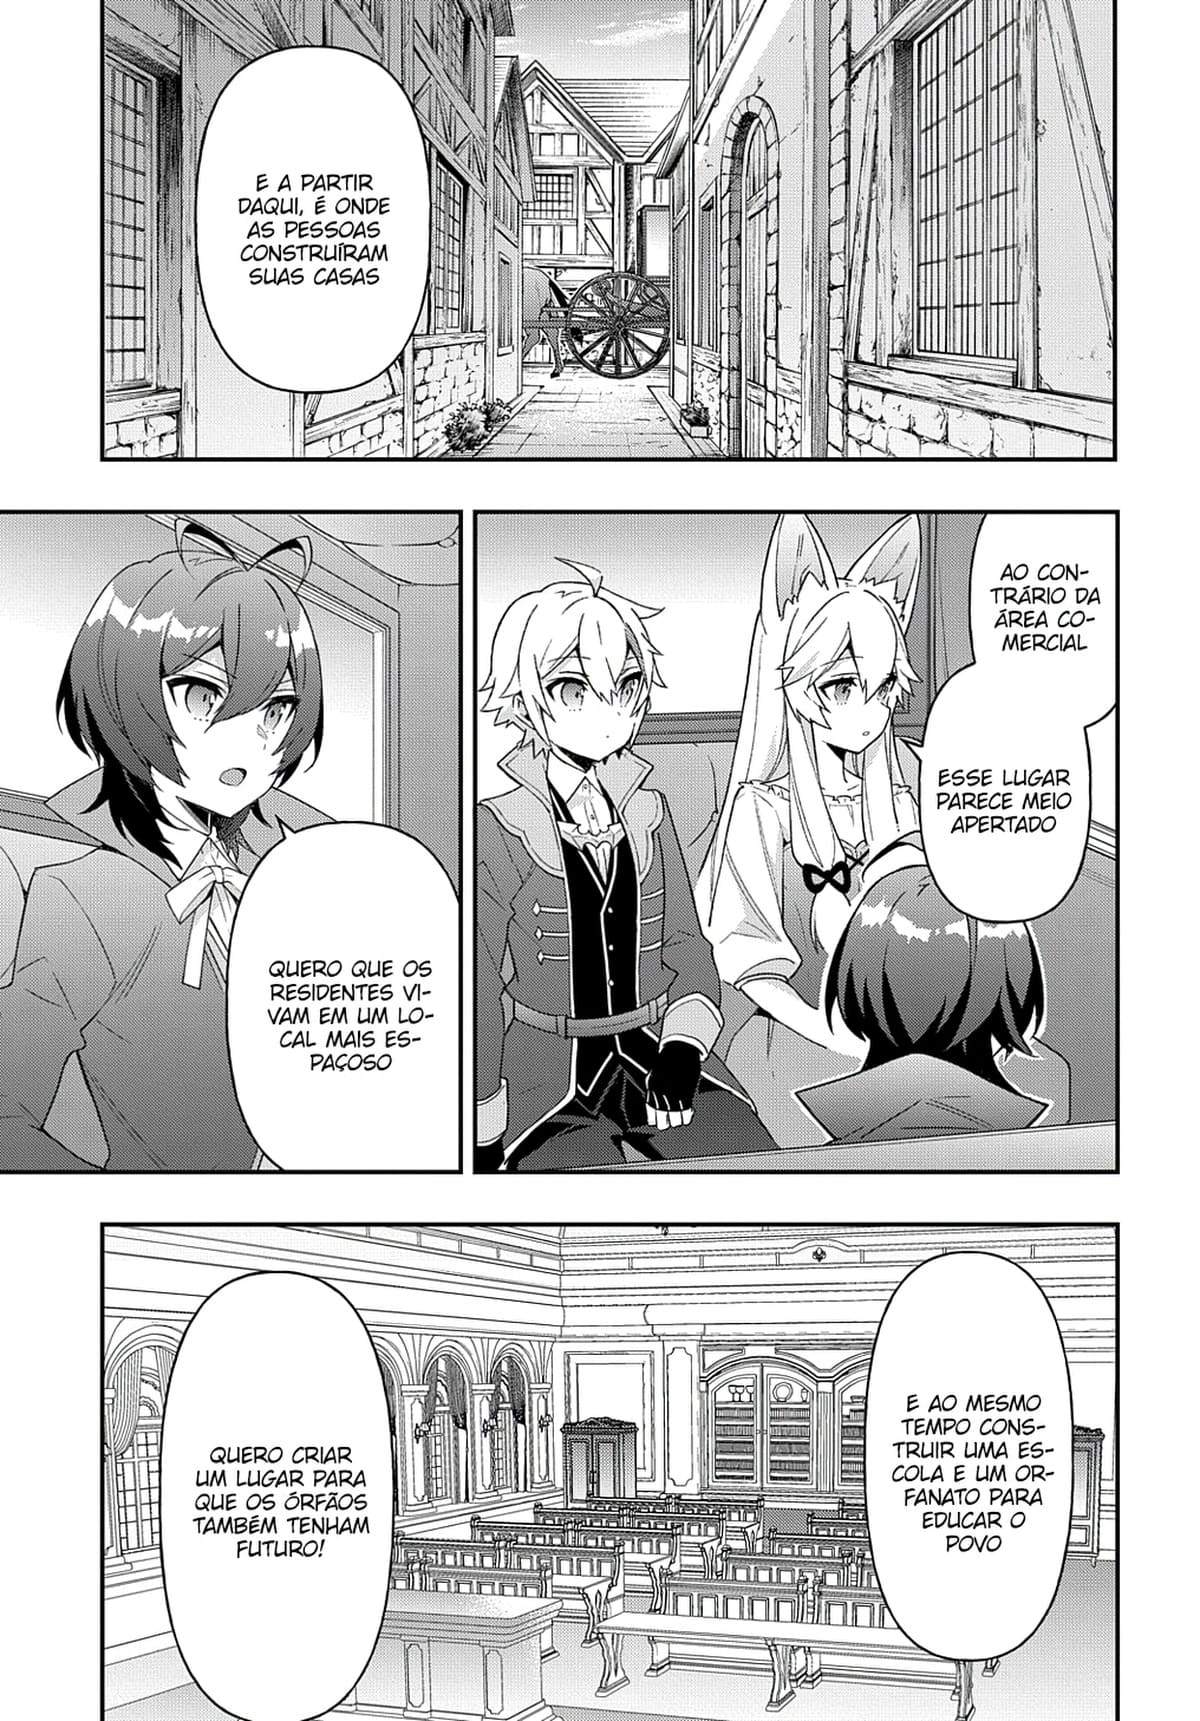 E A PARTIR
DAQUI, É ONDE
AS PESSOAS
CONSTRUÍRAM
SUAS CASAS
AO CON-
TRÁRIO DA
ÁREA CO-
MERCIAL
ESSE LUGAR
PARECE MEIO
APERTADO
QUERO QUE OS
RESIDENTES VI-
VAM EM UM LO-
CAL MAIS ES-
PAÇOSO
E AO MESMO
TEMPO CONS-
TRUIR UMA ES-
COLA E UM OR-
FANATO PARA
EDUCAR O
POVO
QUERO CRIAR
UM LUGAR PARA
QUE OS ÓRFÃOS
TAMBÉM TENHAM
FUTURO!